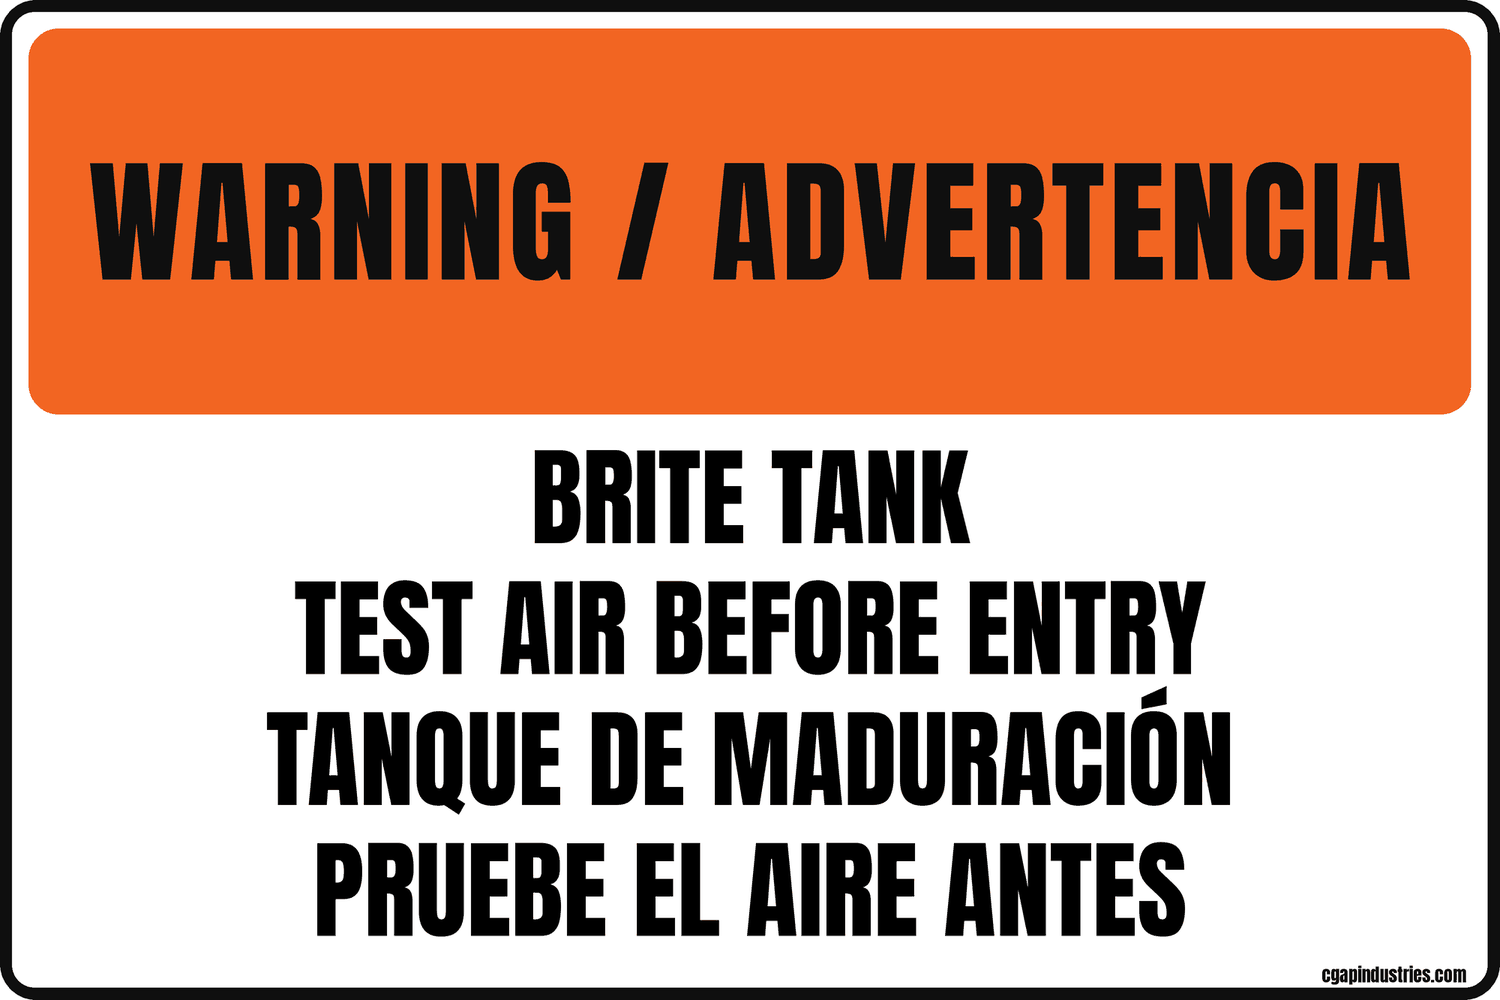 WARNING / ADVERTENCIA
BRITE TANK
TEST AIR BEFORE ENTRY
TANQUE DE MADURACIÓN
PRUEBE EL AIRE ANTES
cgapindustries.com